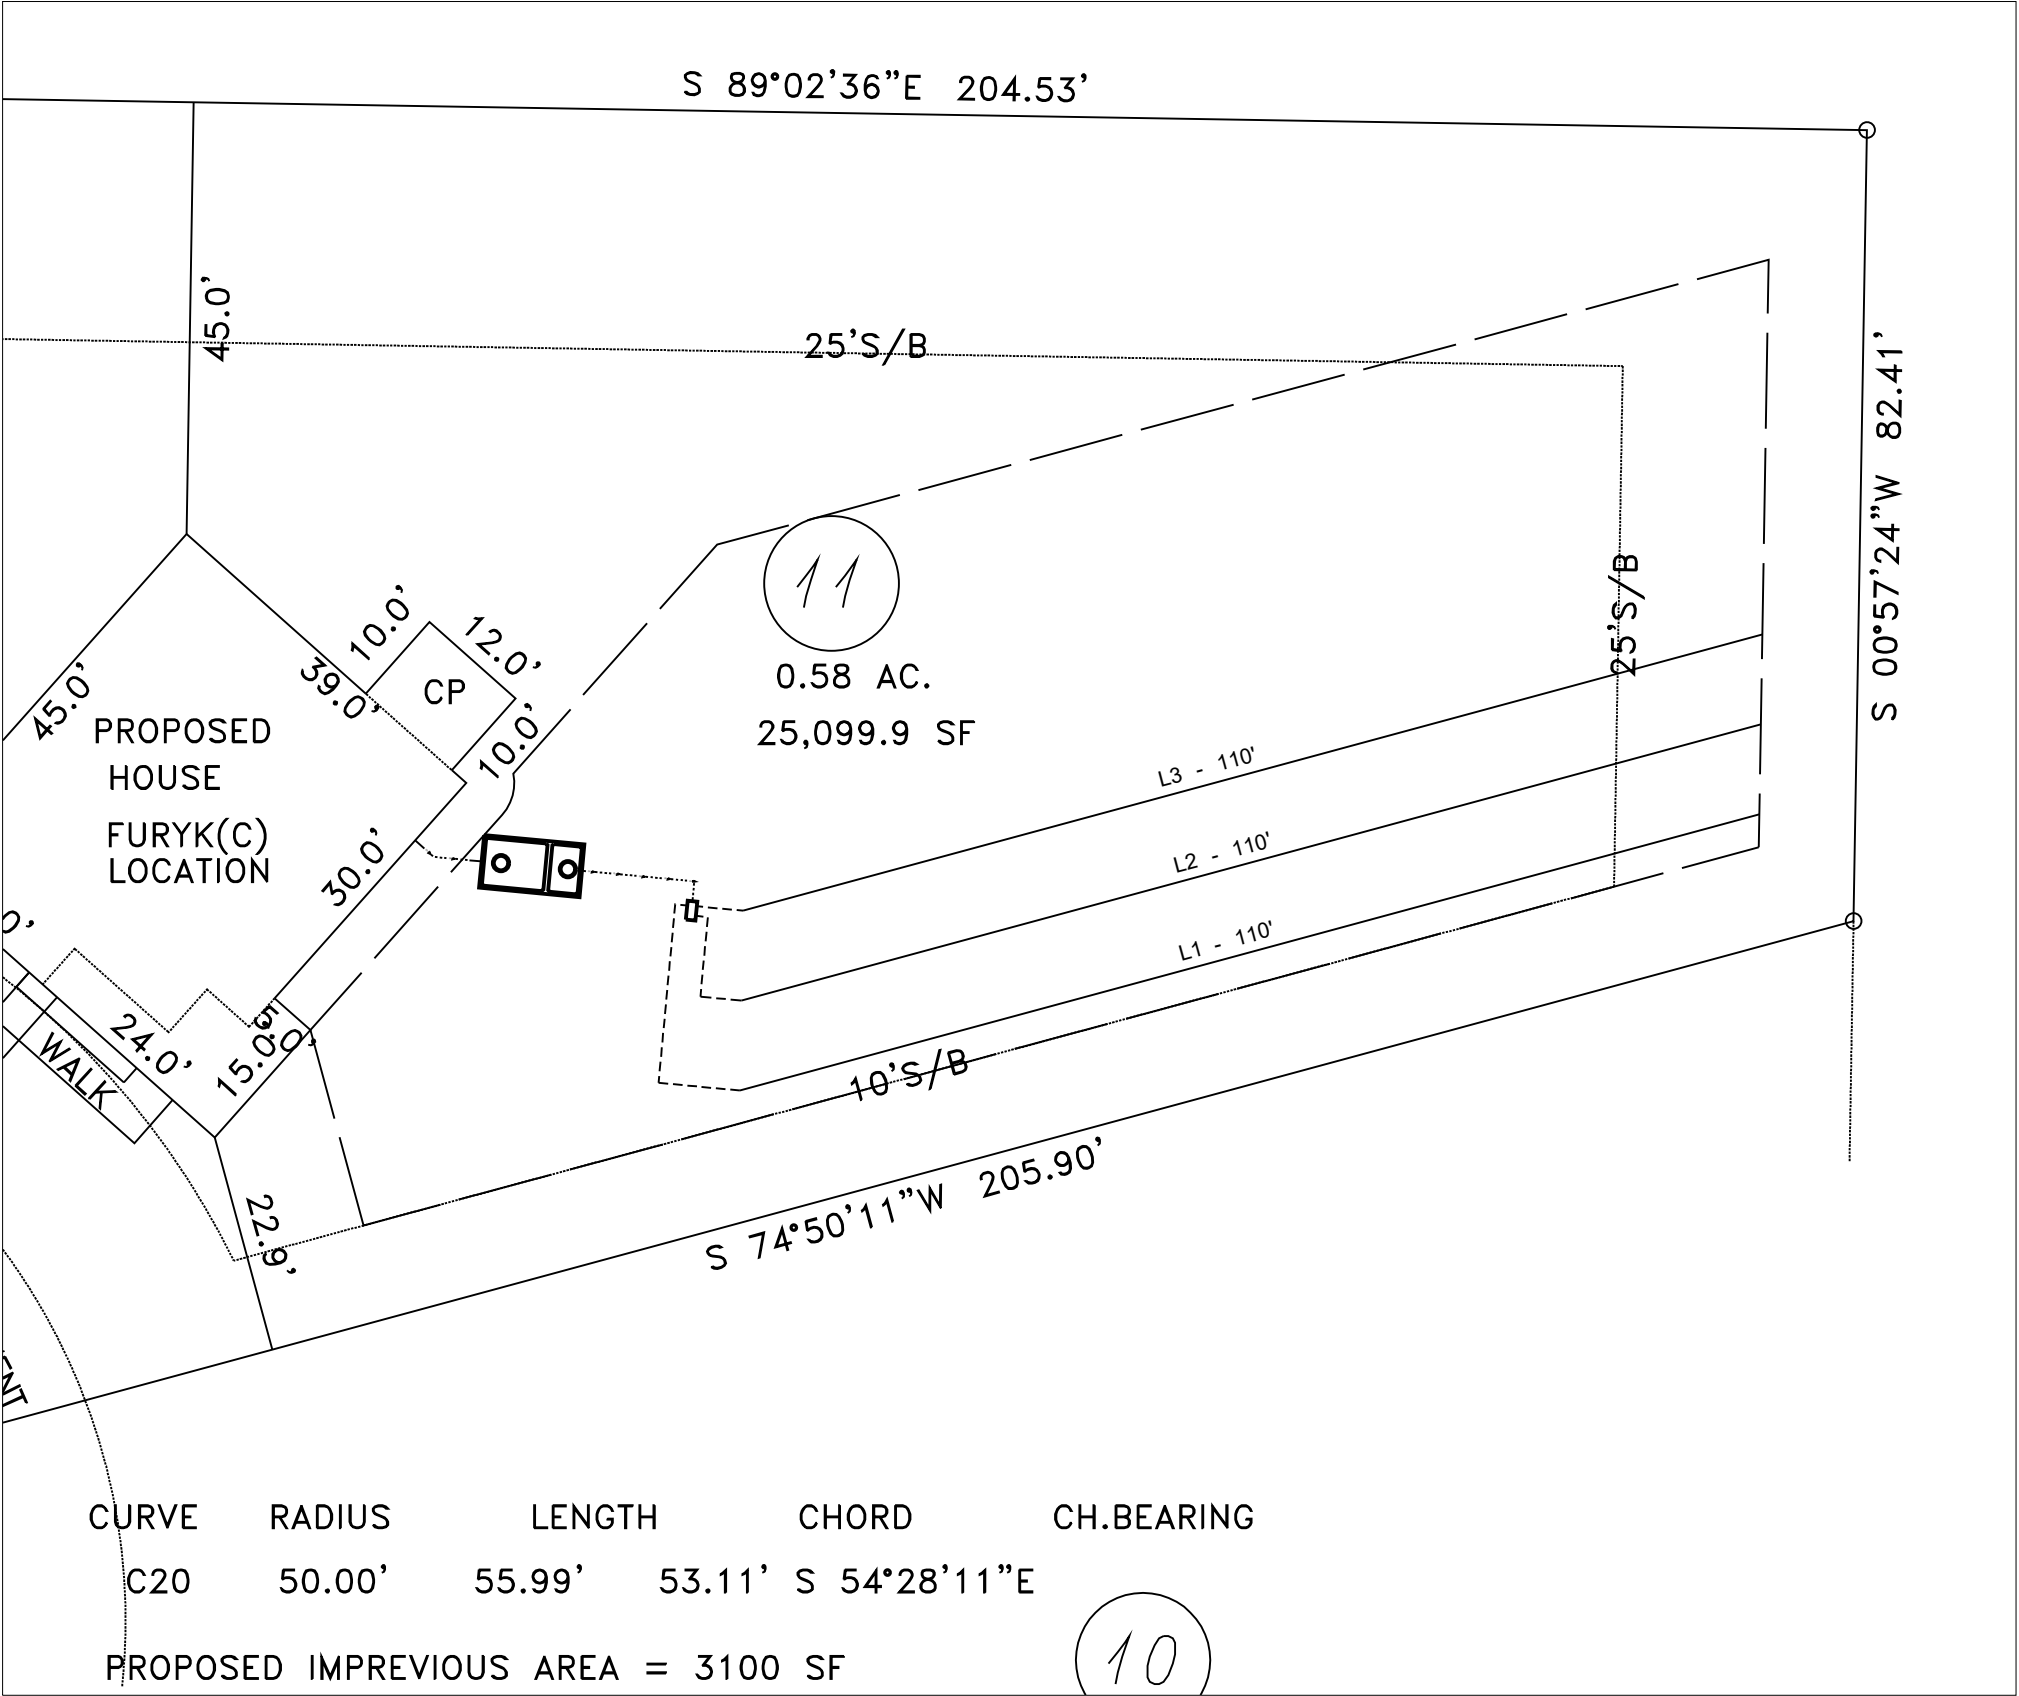 S 89°02'36"E 204.53'
45.0'
25'S/B
S 00°57'24"W 82.41'
25'S/B
11
0.58 AC.
25,099.9 SF
10.0'
12.0'
CP
39.0'
10.0'
45.0'
PROPOSED
HOUSE
FURYK(C)
LOCATION
30.0'
L3 - 110'
L2 - 110'
L1 - 110'
0'
24.0'
WALK
5.0'
15.0'
10'S/B
22.9'
S 74°50'11"W 205.90'
ENT
CURVE RADIUS LENGTH CHORD CH.BEARING
C20 50.00' 55.99' 53.11' S 54°28'11"E
PROPOSED IMPREVIOUS AREA = 3100 SF
10